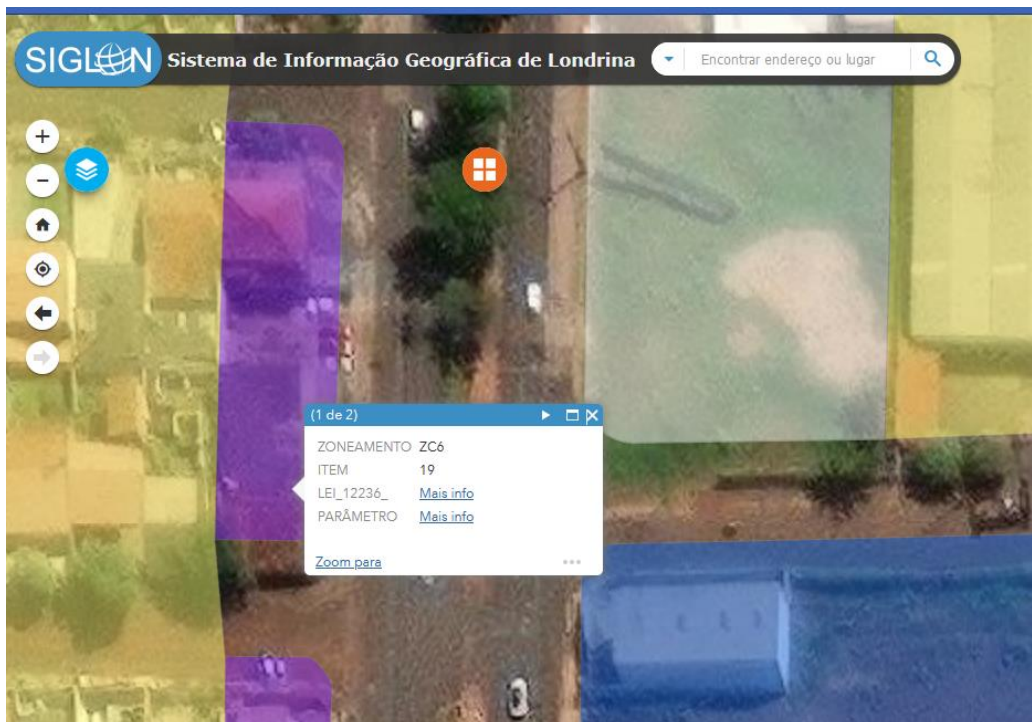 SIGLON Sistema de Informação Geográfica de Londrina Encontrar endereço ou lugar
(1 de 2)
ZONEAMENTO ZC6
ITEM 19
LEI_12236_ Mais info
PARÂMETRO Mais info
Zoom para